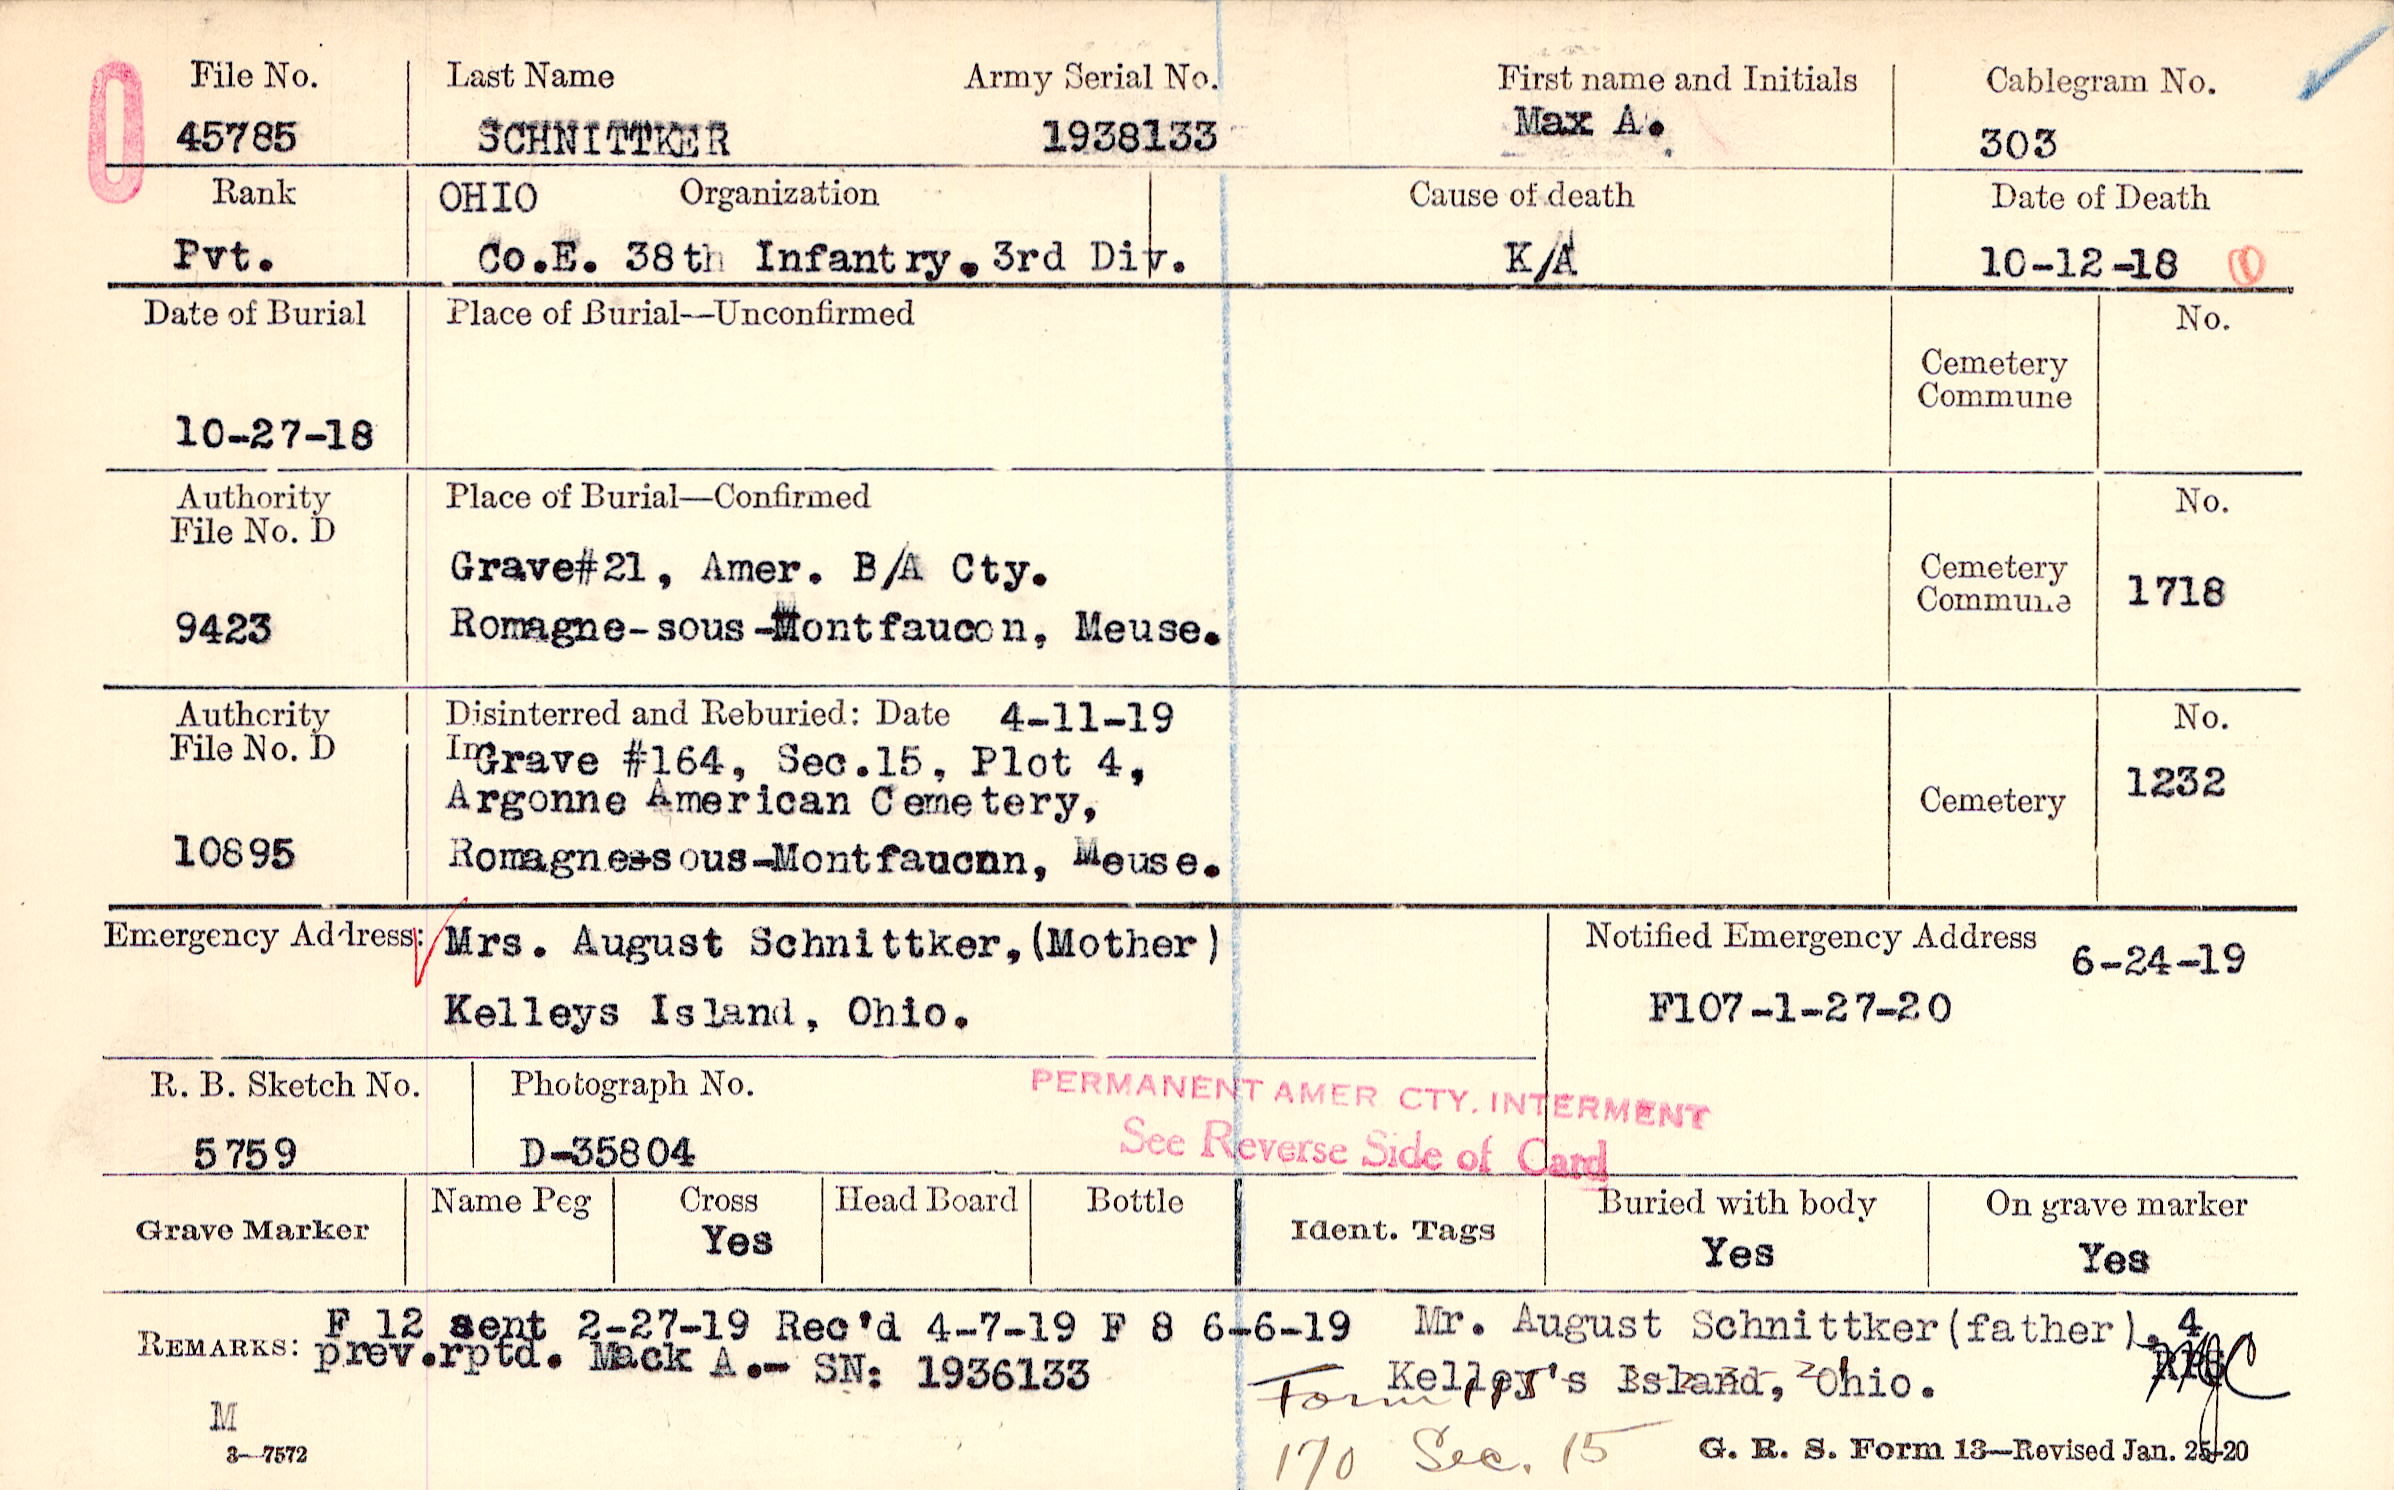 File No. Last Name Army Serial No. First name and Initials Cablegram No.
45785 SCHNITTKER 1938133 Max A. 303
Rank OHIO Organization Cause of death Date of Death
Pvt. Co.E. 38th Infantry. 3rd Div. K/A 10-12-18
Date of Burial Place of Burial—Unconfirmed No.
Cemetery
Commune
10-27-18
Authority Place of Burial—Confirmed No.
File No. D
Grave#21, Amer. B/A Cty. Cemetery
Commune 1718
9423 Romagne-sous-Montfaucon, Meuse.
Authority Disinterred and Reburied: Date 4-11-19 No.
File No. D In Grave #164, Sec.15, Plot 4,
Argonne American Cemetery, Cemetery 1232
10895 Romagne-sous-Montfaucnn, Meuse.
Emergency Address: Mrs. August Schnittker,(Mother) Notified Emergency Address 6-24-19
Kelleys Island, Ohio. F107-1-27-20
R. B. Sketch No. Photograph No. PERMANENT AMER CTY. INTERMENT
See Reverse Side of Card
5759 D-35804
Name Peg Cross Head Board Bottle Buried with body On grave marker
Grave Marker Yes Ident. Tags Yes Yes
F 12 sent 2-27-19 Rec'd 4-7-19 F 8 6-6-19 Mr. August Schnittker(father). 4
REMARKS: prev.rptd. Mack A.- SN: 1936133 Kelley's Island, Ohio.
Form
M
3—7572 170 Sec. 15 G. R. S. Form 13—Revised Jan. 25-20